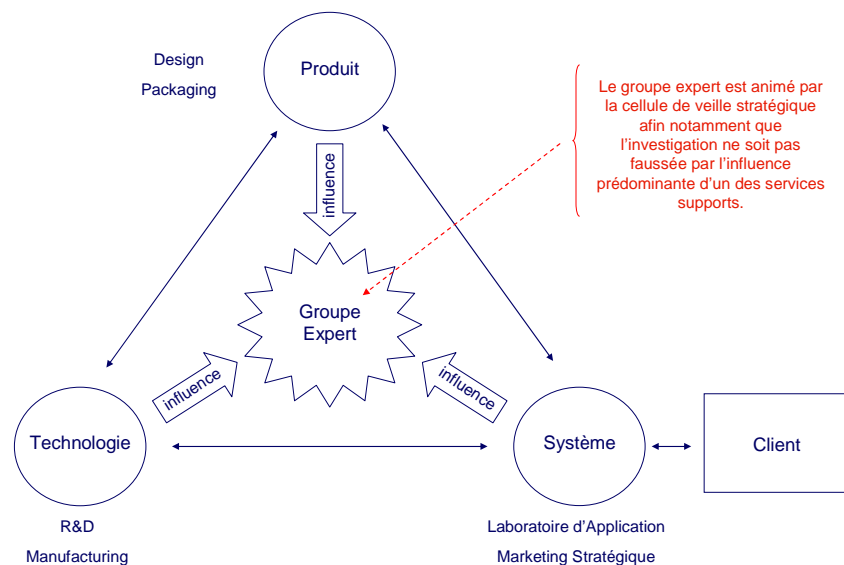 Design
Packaging
Produit
Le groupe expert est animé par
la cellule de veille stratégique
afin notamment que
l’investigation ne soit pas
faussée par l’influence
prédominante d’un des services
supports.
influence
Groupe
Expert
influence
influence
Technologie
Système
Client
R&D
Manufacturing
Laboratoire d’Application
Marketing Stratégique